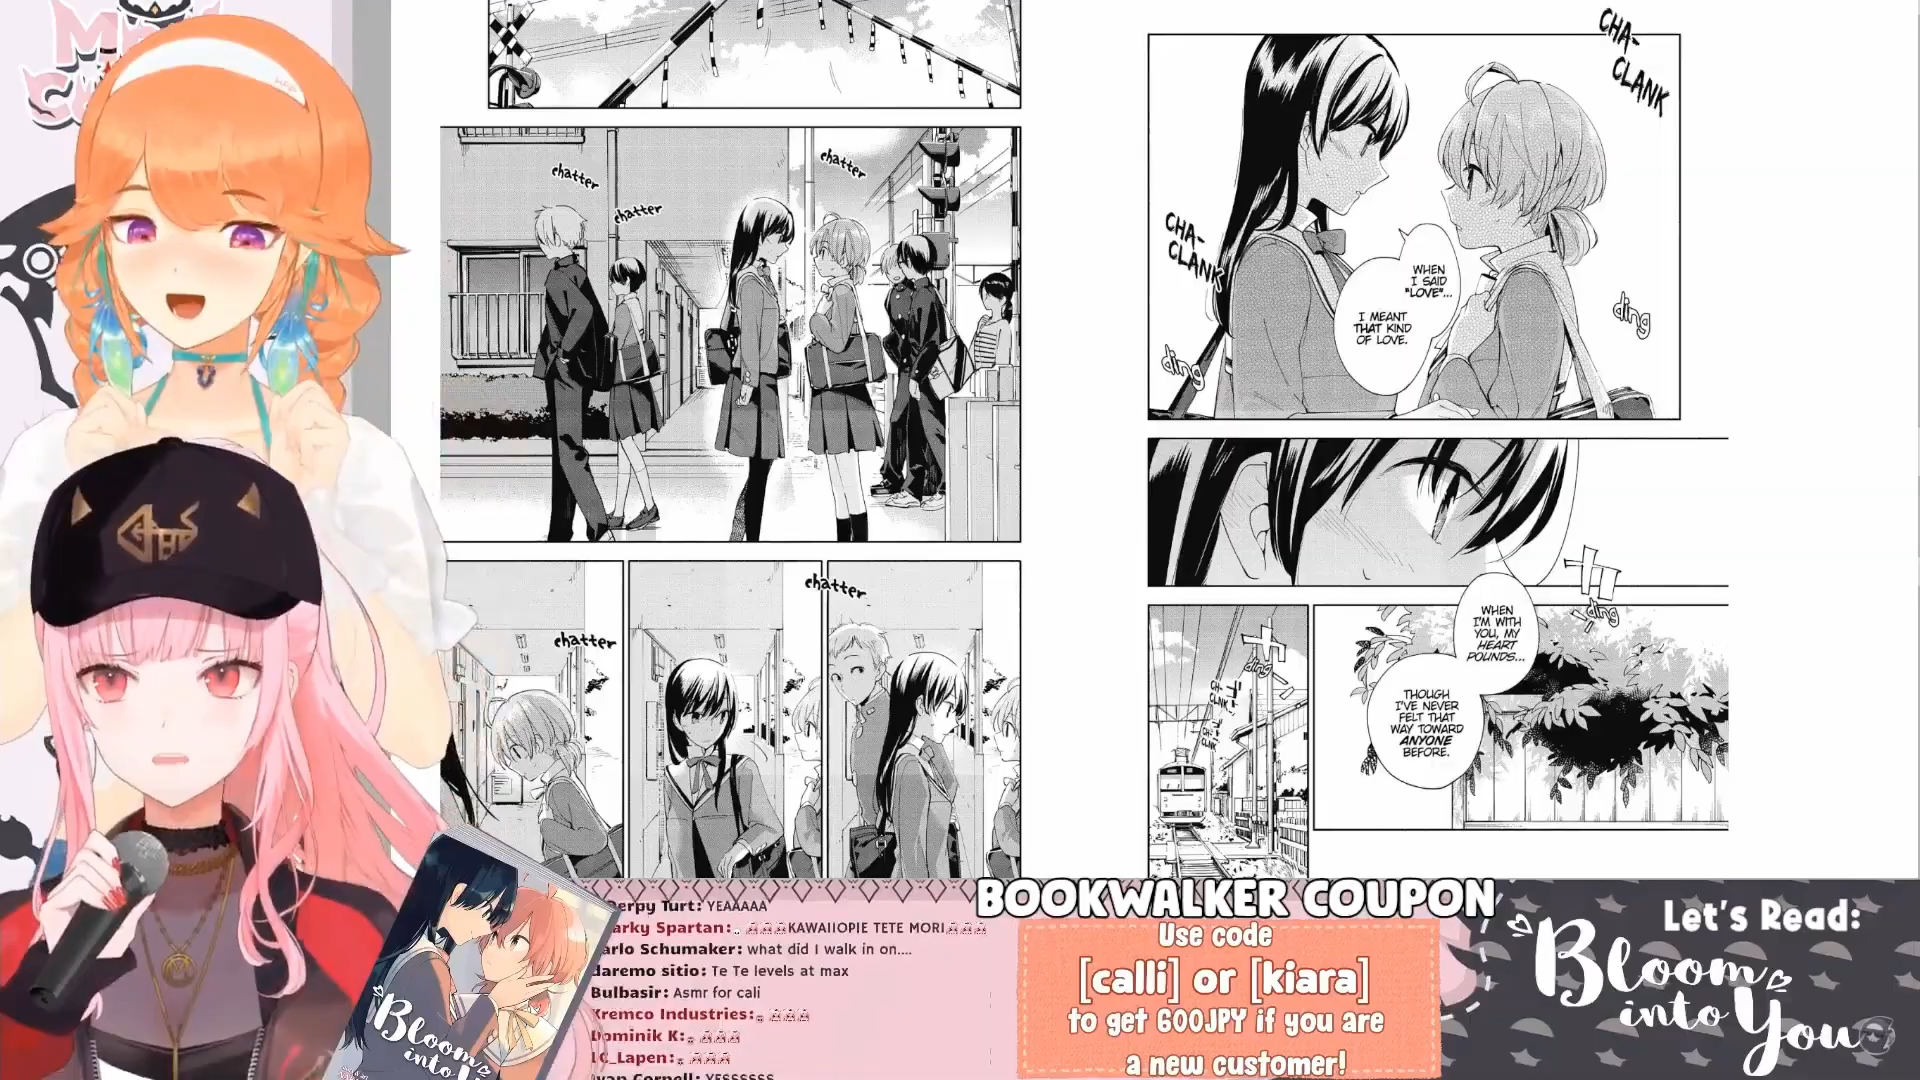 chatter
chatter
chatter
chatter
chatter
CHA-
CLANK
CHA-
CLANK
ding
ding
WHEN
I SAID
"LOVE"...
I MEANT
THAT KIND
OF LOVE.
ding
WHEN
I'M WITH
YOU, MY
HEART
POUNDS...
THOUGH
I'VE NEVER
FELT THAT
WAY TOWARD
ANYONE
BEFORE.
ding
Derpy Turt: YEAAAAA
arky Spartan: KAWAIIOPIE TETE MORI
arlo Schumaker: what did I walk in on....
daremo sitio: Te Te levels at max
Bulbasir: Asmr for cali
Kremco Industries:
Dominik K:
LC_Lapen:
BOOKWALKER COUPON
Use code
[calli] or [kiara]
to get 600JPY if you are
a new customer!
Let's Read:
Bloom
into You
Bloom
into